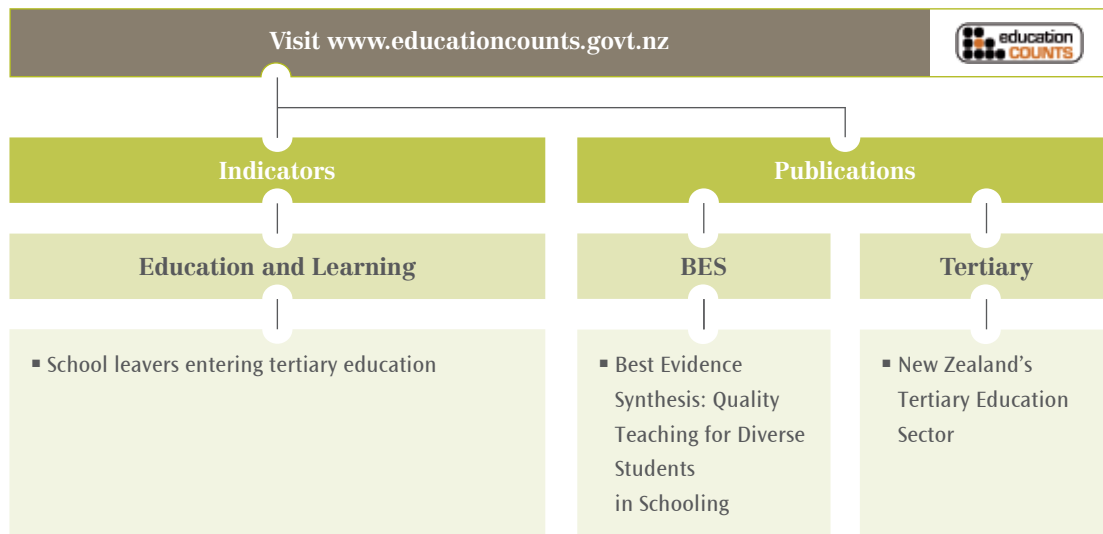 Visit www.educationcounts.govt.nz
education
COUNTS
Indicators
Publications
Education and Learning
BES
Tertiary
▪ School leavers entering tertiary education
▪ Best Evidence
Synthesis: Quality
Teaching for Diverse
Students
in Schooling
▪ New Zealand’s
Tertiary Education
Sector